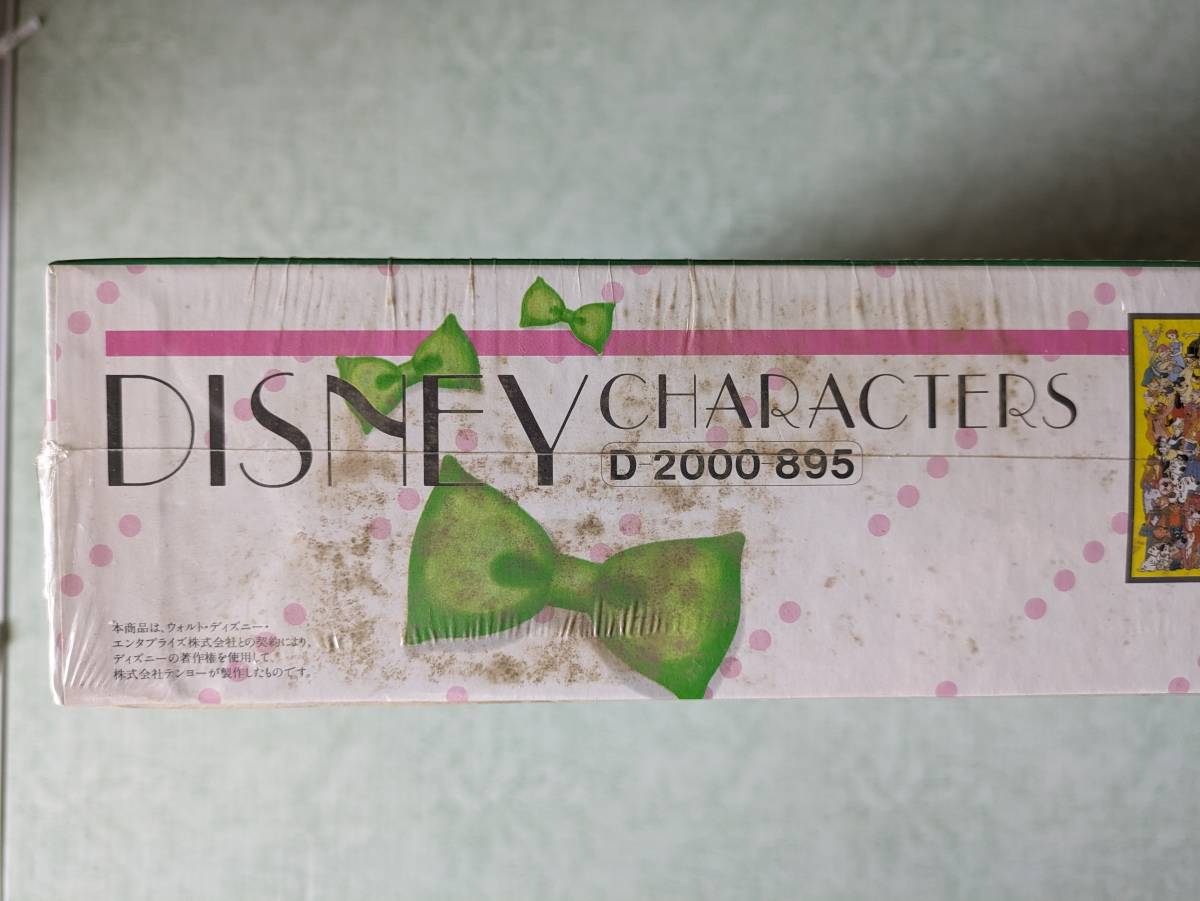 DISNEY CHARACTERS
D-2000-895
本商品は、ウォルト・ディズニー・
エンタプライズ株式会社との契約により、
ディズニーの著作権を使用して、
株式会社テンヨーが製作したものです。